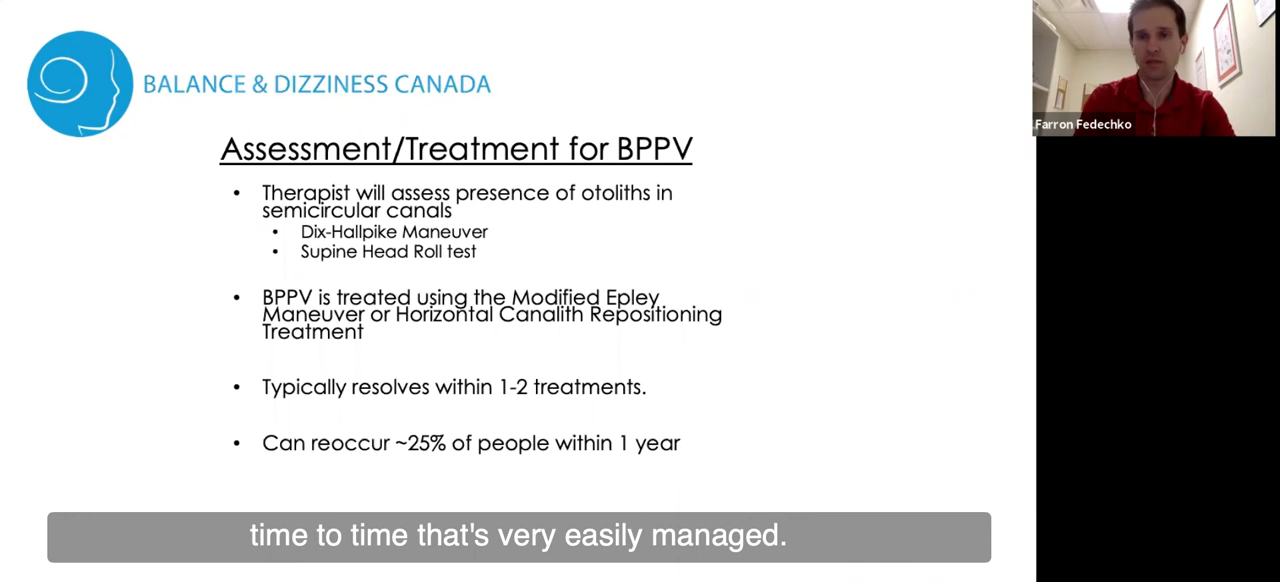 BALANCE & DIZZINESS CANADA
Farron Fedechko
Assessment/Treatment for BPPV
• Therapist will assess presence of otoliths in
semicircular canals
• Dix-Hallpike Maneuver
• Supine Head Roll test
• BPPV is treated using the Modified Epley
Maneuver or Horizontal Canalith Repositioning
Treatment
• Typically resolves within 1-2 treatments.
• Can reoccur ~25% of people within 1 year
time to time that's very easily managed.